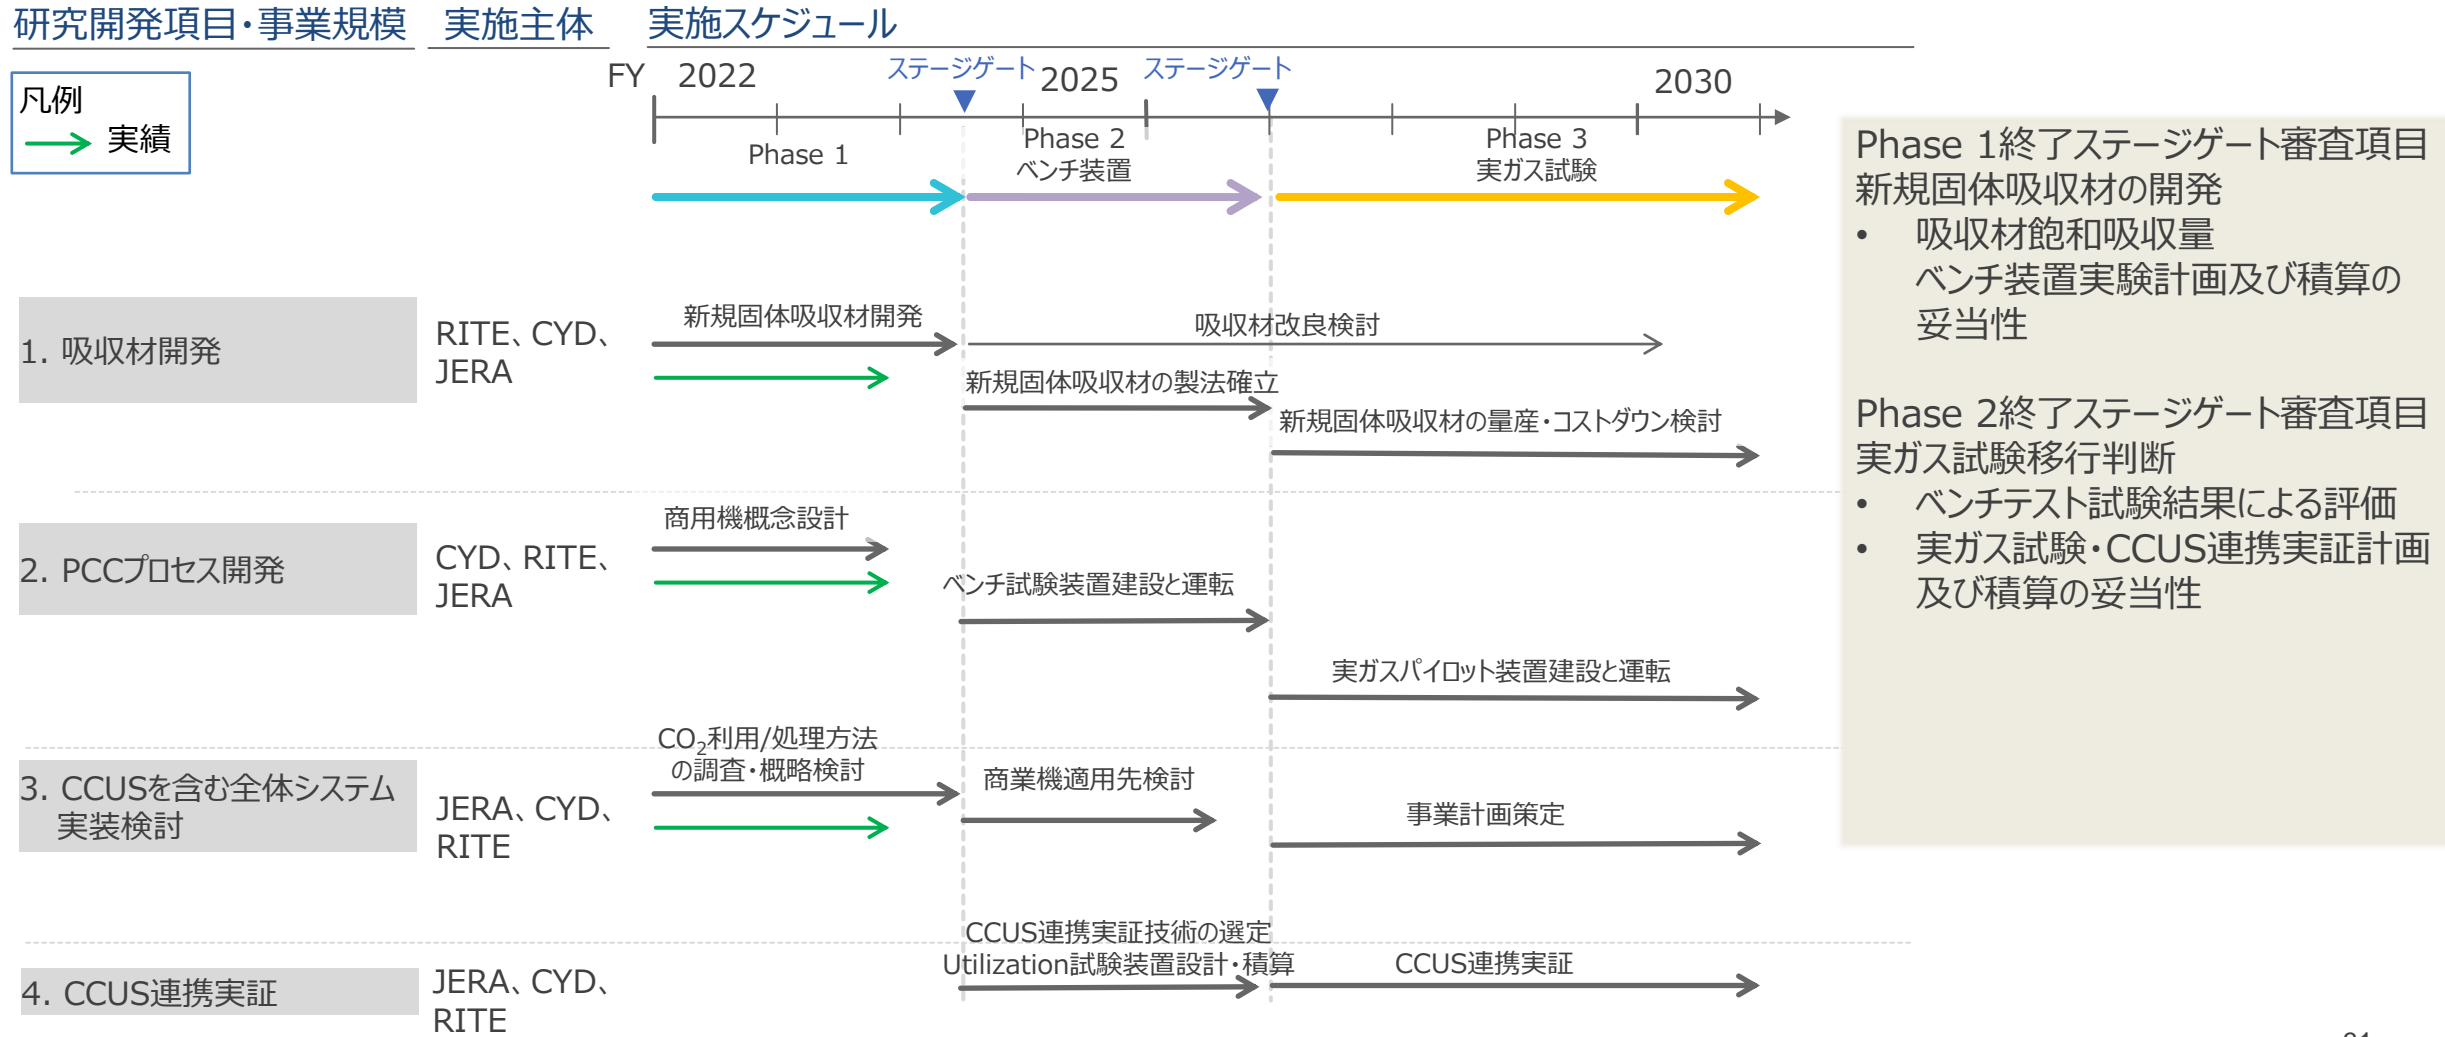 研究開発項目・事業規模
実施主体
実施スケジュール
凡例
実績
FY
2022
ステージゲート
2025
ステージゲート
2030
Phase 1
Phase 2
ベンチ装置
Phase 3
実ガス試験
1. 吸収材開発
RITE、CYD、
JERA
新規固体吸収材開発
吸収材改良検討
新規固体吸収材の製法確立
新規固体吸収材の量産・コストダウン検討
2. PCCプロセス開発
CYD、RITE、
JERA
商用機概念設計
ベンチ試験装置建設と運転
実ガスパイロット装置建設と運転
3. CCUSを含む全体システム
実装検討
JERA、CYD、
RITE
CO₂利用/処理方法
の調査・概略検討
商業機適用先検討
事業計画策定
4. CCUS連携実証
JERA、CYD、
RITE
CCUS連携実証技術の選定
Utilization試験装置設計・積算
CCUS連携実証
Phase 1終了ステージゲート審査項目
新規固体吸収材の開発
• 吸収材飽和吸収量
ベンチ装置実験計画及び積算の
妥当性
Phase 2終了ステージゲート審査項目
実ガス試験移行判断
• ベンチテスト試験結果による評価
• 実ガス試験・CCUS連携実証計画
及び積算の妥当性